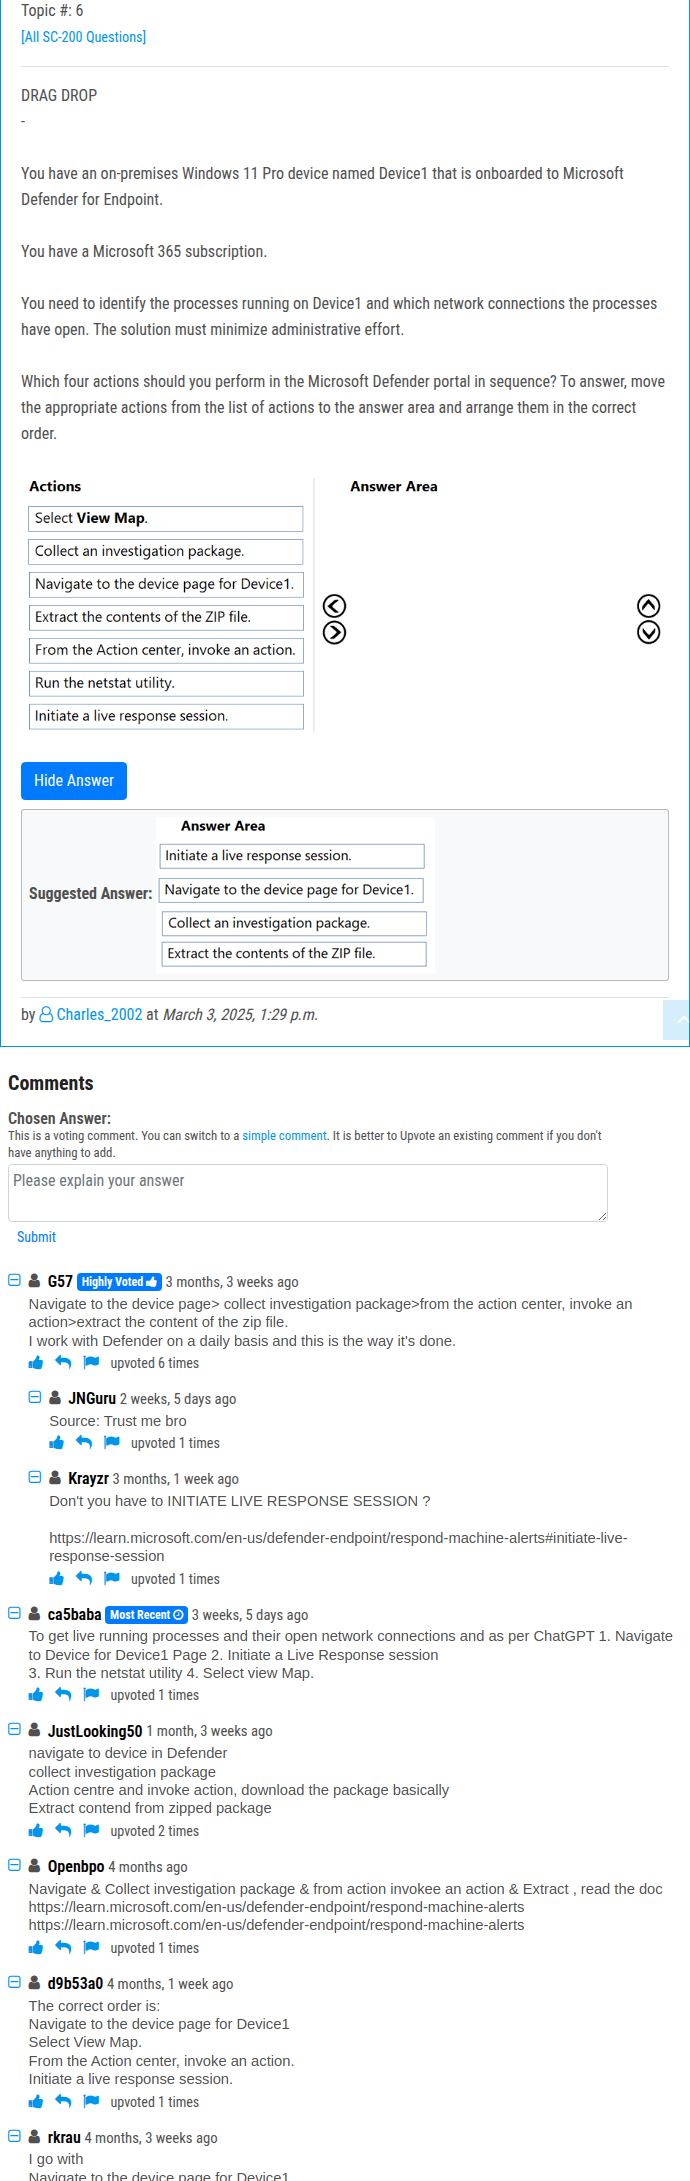 Topic #: 6
[All SC-200 Questions]
DRAG DROP
-
You have an on-premises Windows 11 Pro device named Device1 that is onboarded to Microsoft
Defender for Endpoint.
You have a Microsoft 365 subscription.
You need to identify the processes running on Device1 and which network connections the processes
have open. The solution must minimize administrative effort.
Which four actions should you perform in the Microsoft Defender portal in sequence? To answer, move
the appropriate actions from the list of actions to the answer area and arrange them in the correct
order.
Actions
Select View Map.
Collect an investigation package.
Navigate to the device page for Device1.
Extract the contents of the ZIP file.
From the Action center, invoke an action.
Run the netstat utility.
Initiate a live response session.
Answer Area
Hide Answer
Suggested Answer:
Answer Area
Initiate a live response session.
Navigate to the device page for Device1.
Collect an investigation package.
Extract the contents of the ZIP file.
by Charles_2002 at March 3, 2025, 1:29 p.m.
Comments
Chosen Answer:
This is a voting comment. You can switch to a simple comment. It is better to Upvote an existing comment if you don't
have anything to add.
Please explain your answer
Submit
G57 Highly Voted 3 months, 3 weeks ago
Navigate to the device page> collect investigation package>from the action center, invoke an
action>extract the content of the zip file.
I work with Defender on a daily basis and this is the way it's done.
upvoted 6 times
JNGuru 2 weeks, 5 days ago
Source: Trust me bro
upvoted 1 times
Krayzr 3 months, 1 week ago
Don't you have to INITIATE LIVE RESPONSE SESSION ?
https://learn.microsoft.com/en-us/defender-endpoint/respond-machine-alerts#initiate-live-
response-session
upvoted 1 times
ca5baba Most Recent 3 weeks, 5 days ago
To get live running processes and their open network connections and as per ChatGPT 1. Navigate
to Device for Device1 Page 2. Initiate a Live Response session
3. Run the netstat utility 4. Select view Map.
upvoted 1 times
JustLooking50 1 month, 3 weeks ago
navigate to device in Defender
collect investigation package
Action centre and invoke action, download the package basically
Extract contend from zipped package
upvoted 2 times
Openbpo 4 months ago
Navigate & Collect investigation package & from action invokee an action & Extract , read the doc
https://learn.microsoft.com/en-us/defender-endpoint/respond-machine-alerts
https://learn.microsoft.com/en-us/defender-endpoint/respond-machine-alerts
upvoted 1 times
d9b53a0 4 months, 1 week ago
The correct order is:
Navigate to the device page for Device1
Select View Map.
From the Action center, invoke an action.
Initiate a live response session.
upvoted 1 times
rkrau 4 months, 3 weeks ago
I go with
Navigate to the device page for Device1